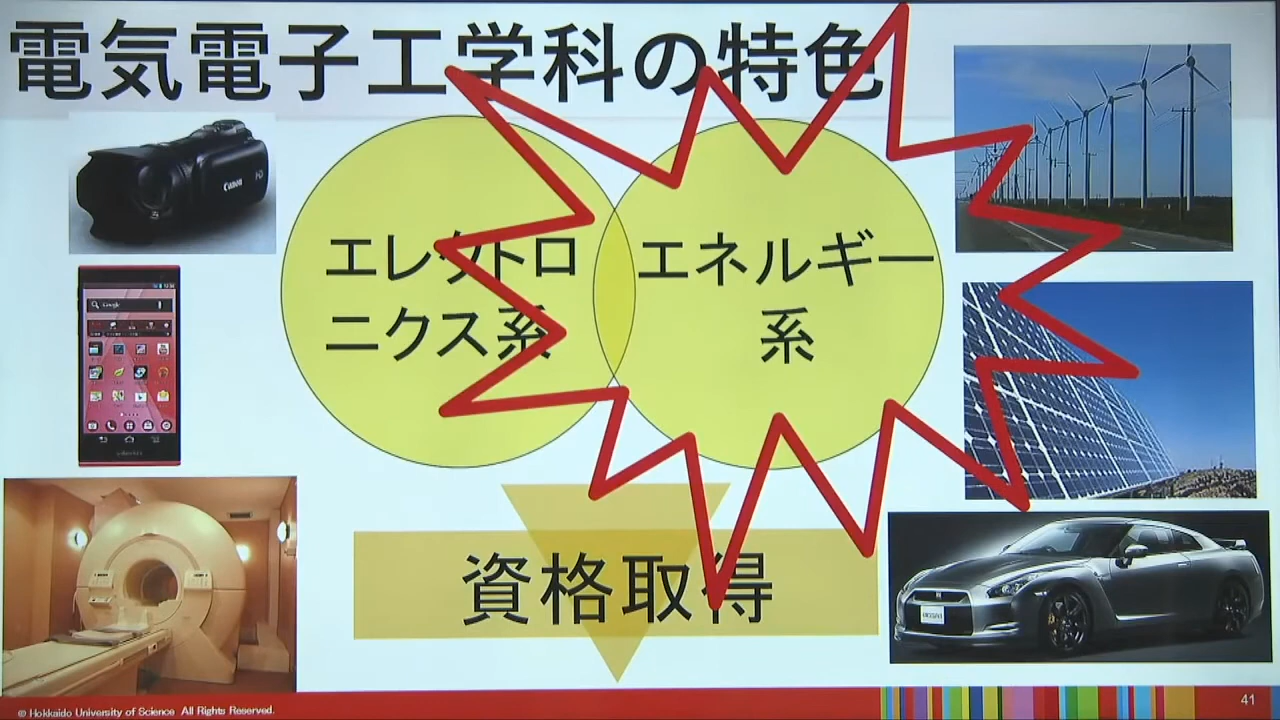 電気電子工学科の特色
Canon
HD
エレクトロ
ニクス系
エネルギー
系
資格取得
Google
© Hokkaido University of Science All Rights Reserved.
41